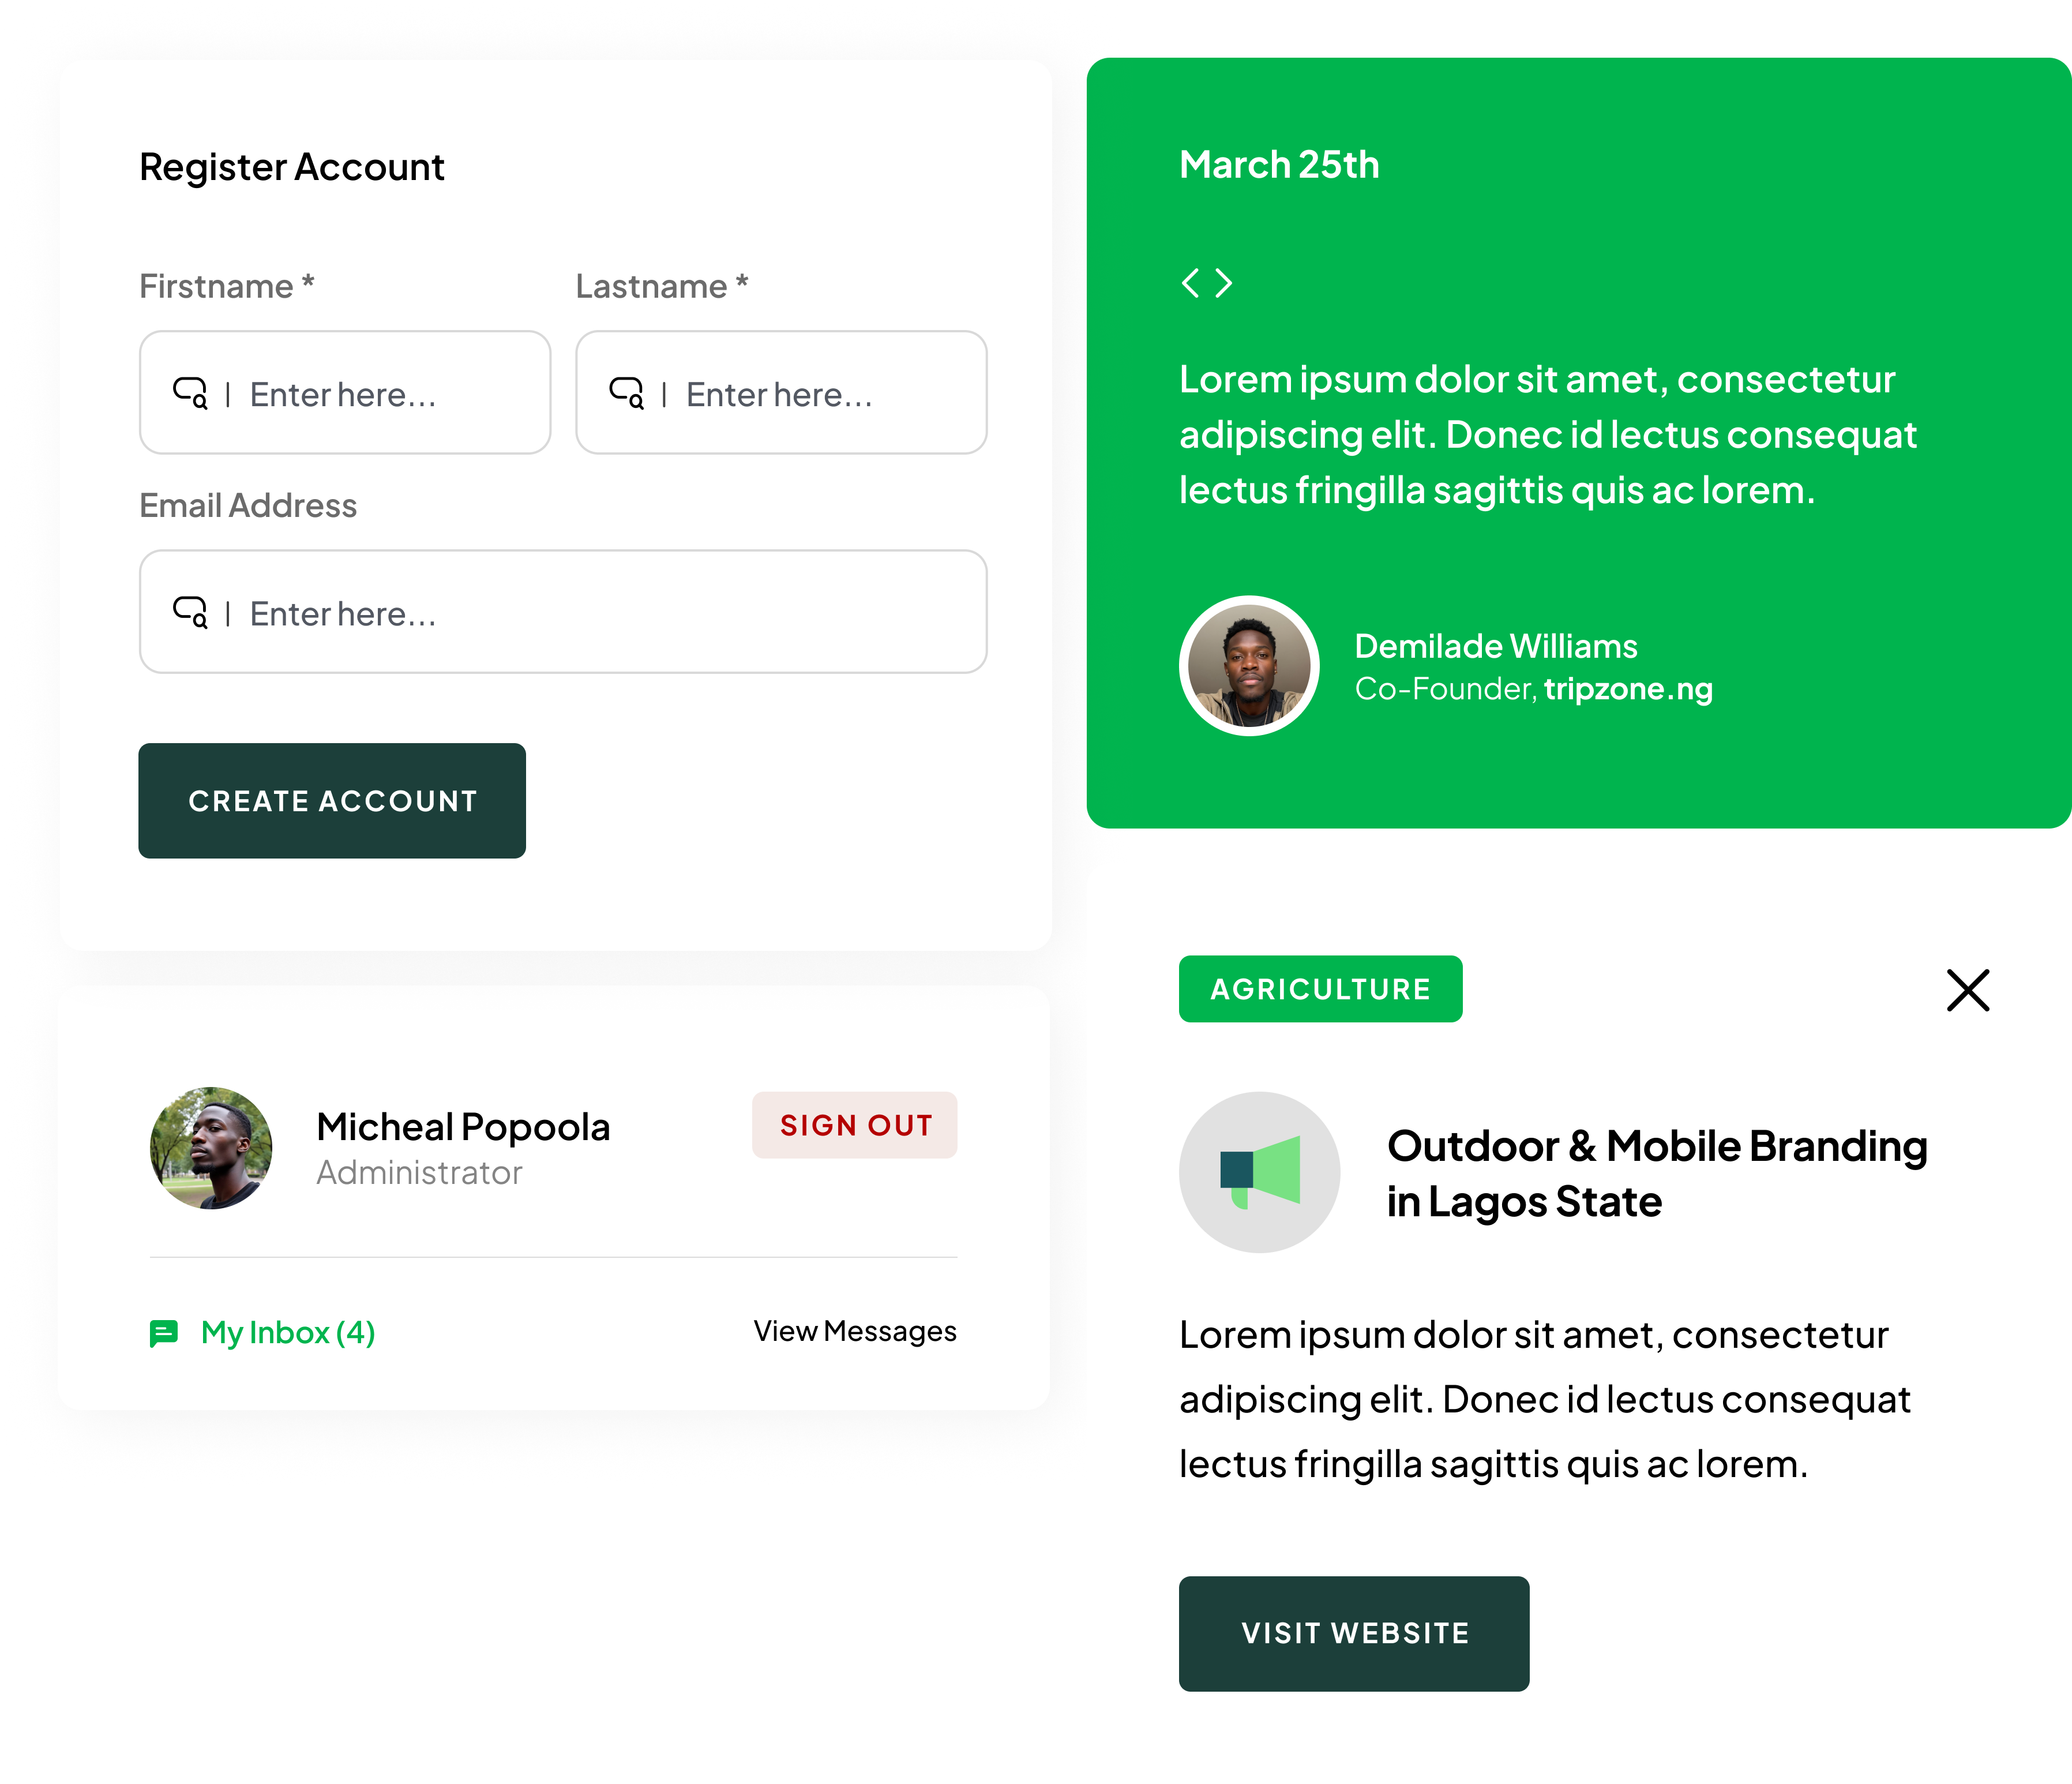 Register Account
Firstname *
Lastname *
Enter here...
Enter here...
Email Address
Enter here...
CREATE ACCOUNT
Micheal Popoola
Administrator
SIGN OUT
My Inbox (4)
View Messages
March 25th
Lorem ipsum dolor sit amet, consectetur
adipiscing elit. Donec id lectus consequat
lectus fringilla sagittis quis ac lorem.
Demilade Williams
Co-Founder, tripzone.ng
AGRICULTURE
Outdoor & Mobile Branding
in Lagos State
Lorem ipsum dolor sit amet, consectetur
adipiscing elit. Donec id lectus consequat
lectus fringilla sagittis quis ac lorem.
VISIT WEBSITE